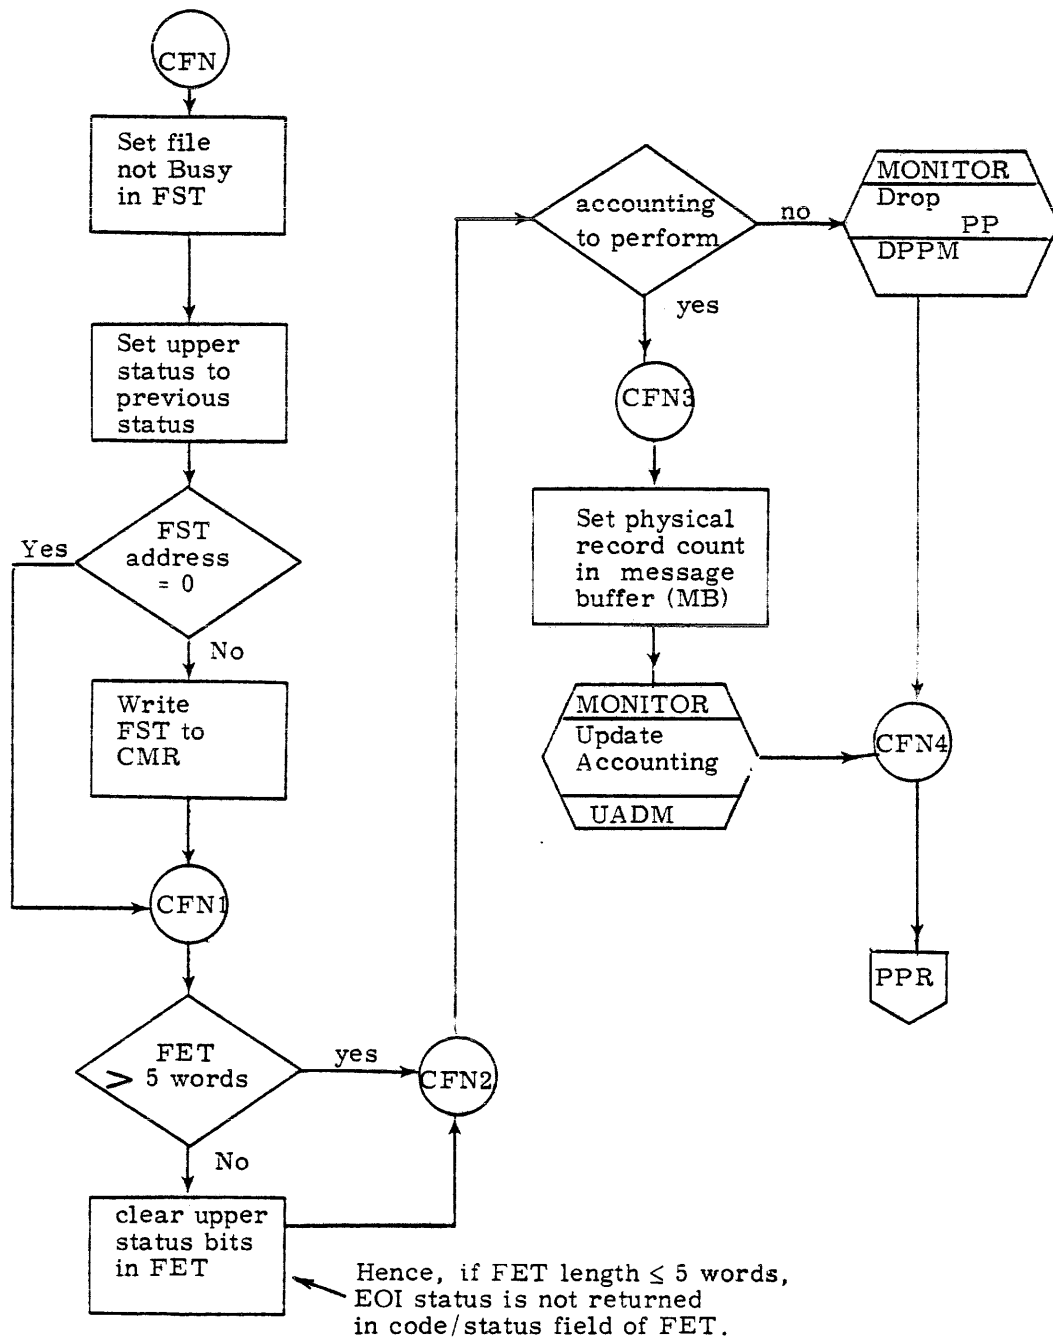 CFN
Set file
not Busy
in FST
Set upper
status to
previous
status
FST
address
= 0
Yes
No
Write
FST to
CMR
CFN1
FET
> 5 words
yes
No
clear upper
status bits
in FET
Hence, if FET length ≤ 5 words,
EOI status is not returned
in code/status field of FET.
CFN2
accounting
to perform
no
yes
MONITOR
Drop
PP
DPPM
CFN3
Set physical
record count
in message
buffer (MB)
MONITOR
Update
Accounting
UADM
CFN4
PPR